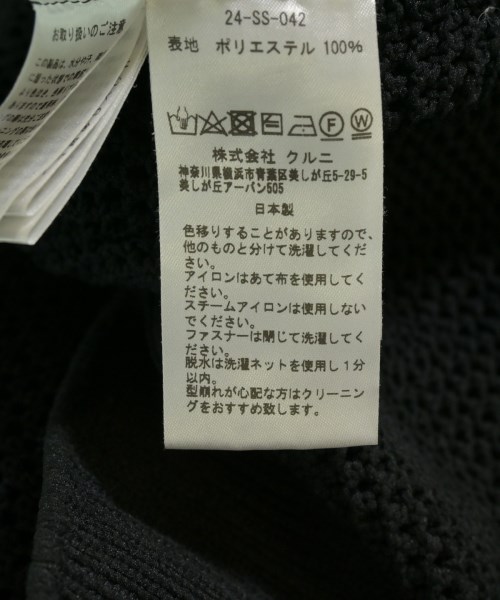 お取り扱いのご注意
24-SS-042
表地 ポリエステル 100%
F W
株式会社 クルニ
神奈川県横浜市青葉区美しが丘5-29-5
美しが丘アーバン505
日本製
色移りすることがありますので、
他のものと分けて洗濯してくだ
さい。
アイロンはあて布を使用してく
ださい。
スチームアイロンは使用しない
でください。
ファスナーは閉じて洗濯してく
ださい。
脱水は洗濯ネットを使用し1分
以内。
型崩れが心配な方はクリーニン
グをおすすめ致します。